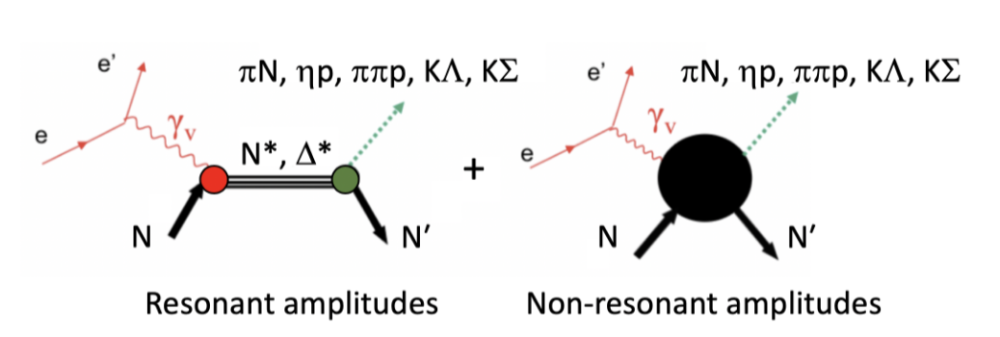 e' πN, ηp, ππp, KΛ, KΣ e' πN, ηp, ππp, KΛ, KΣ
e γv N*, Δ* + e γv
N N′ N N′
Resonant amplitudes Non-resonant amplitudes